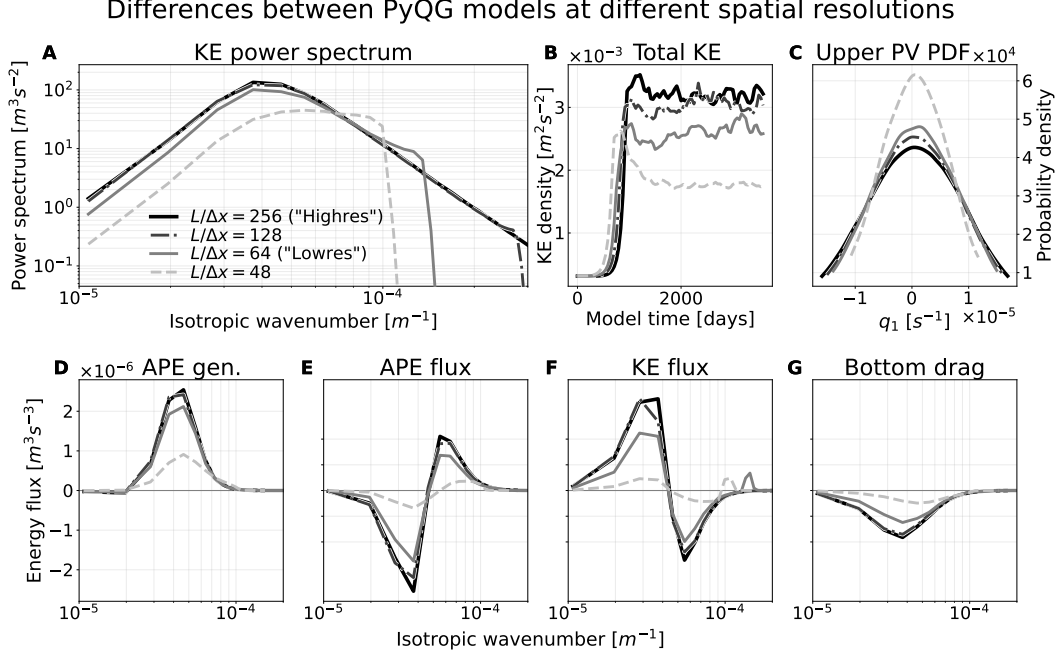 Differences between PyQG models at different spatial resolutions
A KE power spectrum
Power spectrum [m³s⁻²]
10²
10¹
10⁰
10⁻¹
10⁻⁵
10⁻⁴
L/Δx = 256 ("Highres")
L/Δx = 128
L/Δx = 64 ("Lowres")
L/Δx = 48
Isotropic wavenumber [m⁻¹]
B ×10⁻³ Total KE
KE density [m²s⁻²]
3
2
1
0 2000
Model time [days]
C Upper PV PDF ×10⁴
6
5
4
3
2
1
Probability density
−1 0 1
q₁ [s⁻¹] ×10⁻⁵
D ×10⁻⁶ APE gen.
Energy flux [m³s⁻³]
2
1
0
−1
−2
10⁻⁵ 10⁻⁴
E APE flux
10⁻⁵ 10⁻⁴
F KE flux
10⁻⁵ 10⁻⁴
G Bottom drag
10⁻⁵ 10⁻⁴
Isotropic wavenumber [m⁻¹]